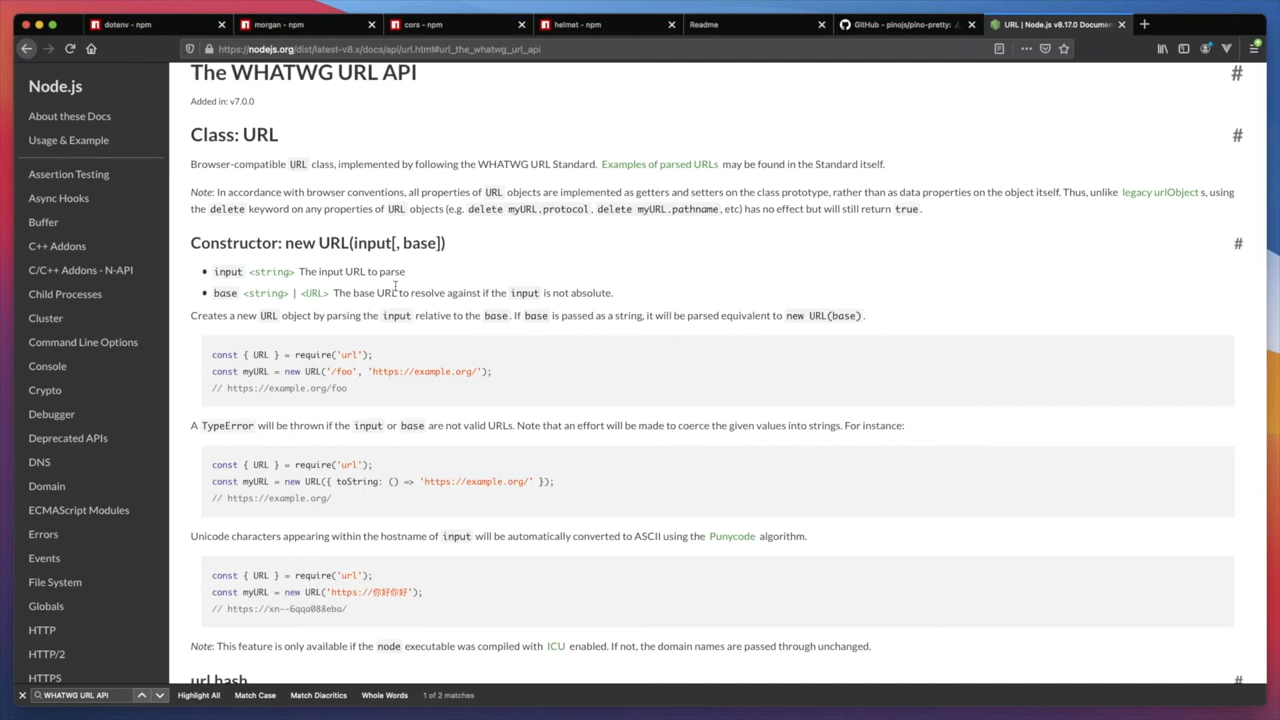 dotenv - npm
morgan - npm
cors - npm
helmet - npm
Readme
GitHub - pinojs/pino-pretty:
URL | Node.js v8.17.0 Documen
https://nodejs.org/dist/latest-v8.x/docs/api/url.html#url_the_whatwg_url_api
Node.js
About these Docs
Usage & Example
Assertion Testing
Async Hooks
Buffer
C++ Addons
C/C++ Addons - N-API
Child Processes
Cluster
Command Line Options
Console
Crypto
Debugger
Deprecated APIs
DNS
Domain
ECMAScript Modules
Errors
Events
File System
Globals
HTTP
HTTP/2
HTTPS
The WHATWG URL API
#
Added in: v7.0.0
Class: URL
#
Browser-compatible URL class, implemented by following the WHATWG URL Standard. Examples of parsed URLs may be found in the Standard itself.
Note: In accordance with browser conventions, all properties of URL objects are implemented as getters and setters on the class prototype, rather than as data properties on the object itself. Thus, unlike legacy urlObject s, using
the delete keyword on any properties of URL objects (e.g. delete myURL.protocol, delete myURL.pathname, etc) has no effect but will still return true.
Constructor: new URL(input[, base])
#
• input <string> The input URL to parse
• base <string> | <URL> The base URL to resolve against if the input is not absolute.
Creates a new URL object by parsing the input relative to the base. If base is passed as a string, it will be parsed equivalent to new URL(base).
const { URL } = require('url');
const myURL = new URL('/foo', 'https://example.org/');
// https://example.org/foo
A TypeError will be thrown if the input or base are not valid URLs. Note that an effort will be made to coerce the given values into strings. For instance:
const { URL } = require('url');
const myURL = new URL({ toString: () => 'https://example.org/' });
// https://example.org/
Unicode characters appearing within the hostname of input will be automatically converted to ASCII using the Punycode algorithm.
const { URL } = require('url');
const myURL = new URL('https://你好你好');
// https://xn--6qqa088eba/
Note: This feature is only available if the node executable was compiled with ICU enabled. If not, the domain names are passed through unchanged.
url.hash
#
WHATWG URL API
Highlight All
Match Case
Match Diacritics
Whole Words
1 of 2 matches